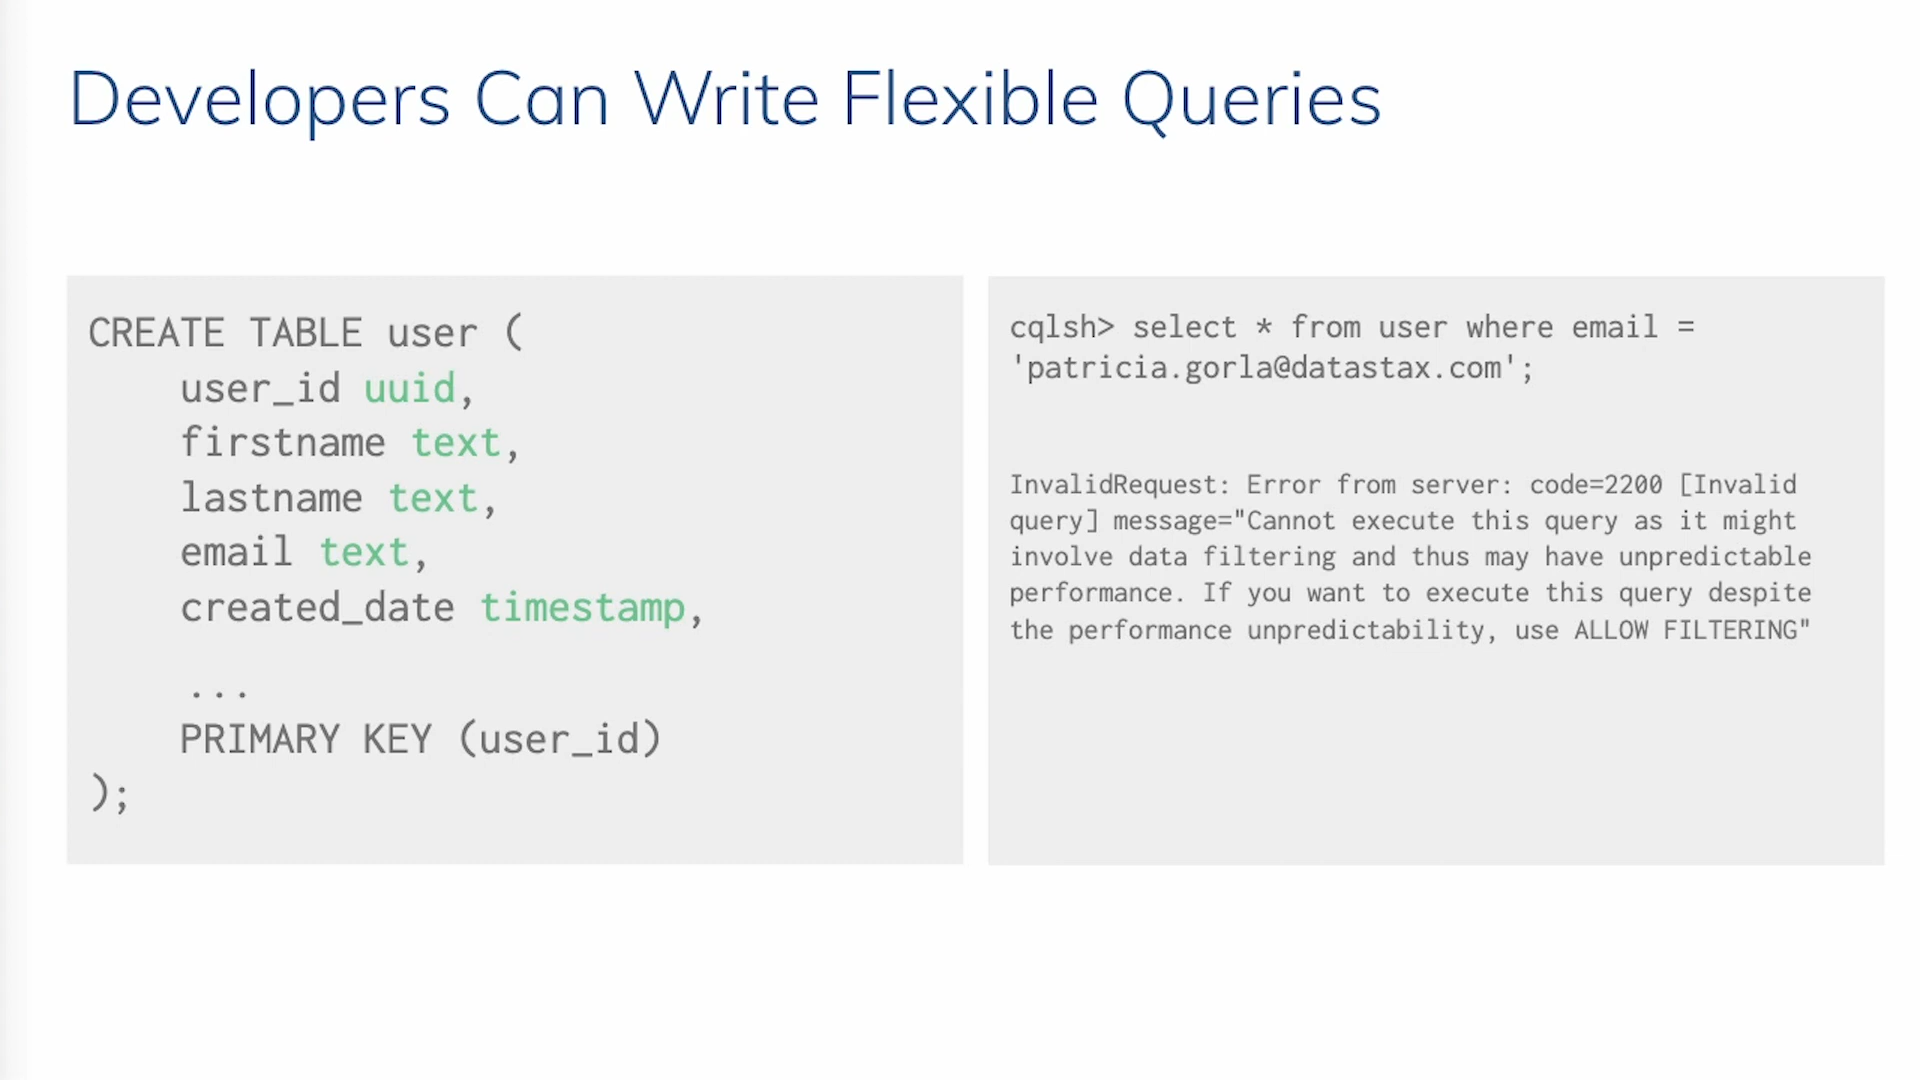 Developers Can Write Flexible Queries
CREATE TABLE user (
user_id uuid,
firstname text,
lastname text,
email text,
created_date timestamp,
...
PRIMARY KEY (user_id)
);
cqlsh> select * from user where email =
'patricia.gorla@datastax.com';
InvalidRequest: Error from server: code=2200 [Invalid
query] message="Cannot execute this query as it might
involve data filtering and thus may have unpredictable
performance. If you want to execute this query despite
the performance unpredictability, use ALLOW FILTERING"